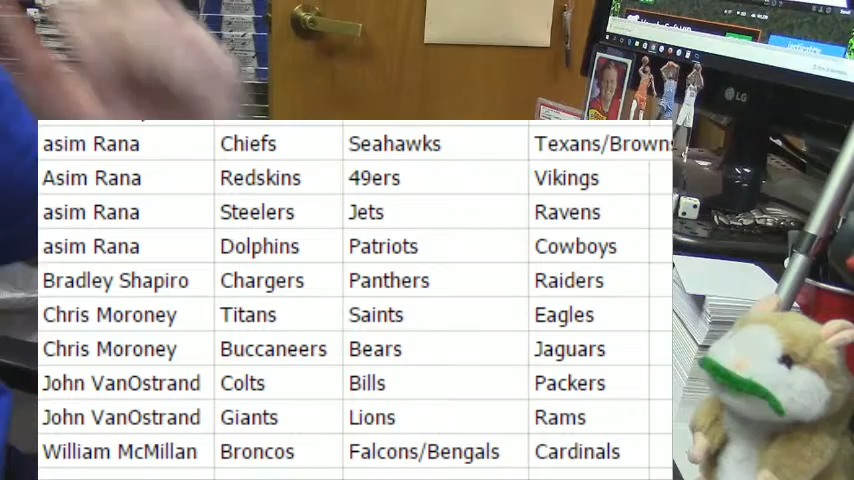 asim Rana Chiefs Seahawks Texans/Browns
Asim Rana Redskins 49ers Vikings
asim Rana Steelers Jets Ravens
asim Rana Dolphins Patriots Cowboys
Bradley Shapiro Chargers Panthers Raiders
Chris Moroney Titans Saints Eagles
Chris Moroney Buccaneers Bears Jaguars
John VanOstrand Colts Bills Packers
John VanOstrand Giants Lions Rams
William McMillan Broncos Falcons/Bengals Cardinals
LG